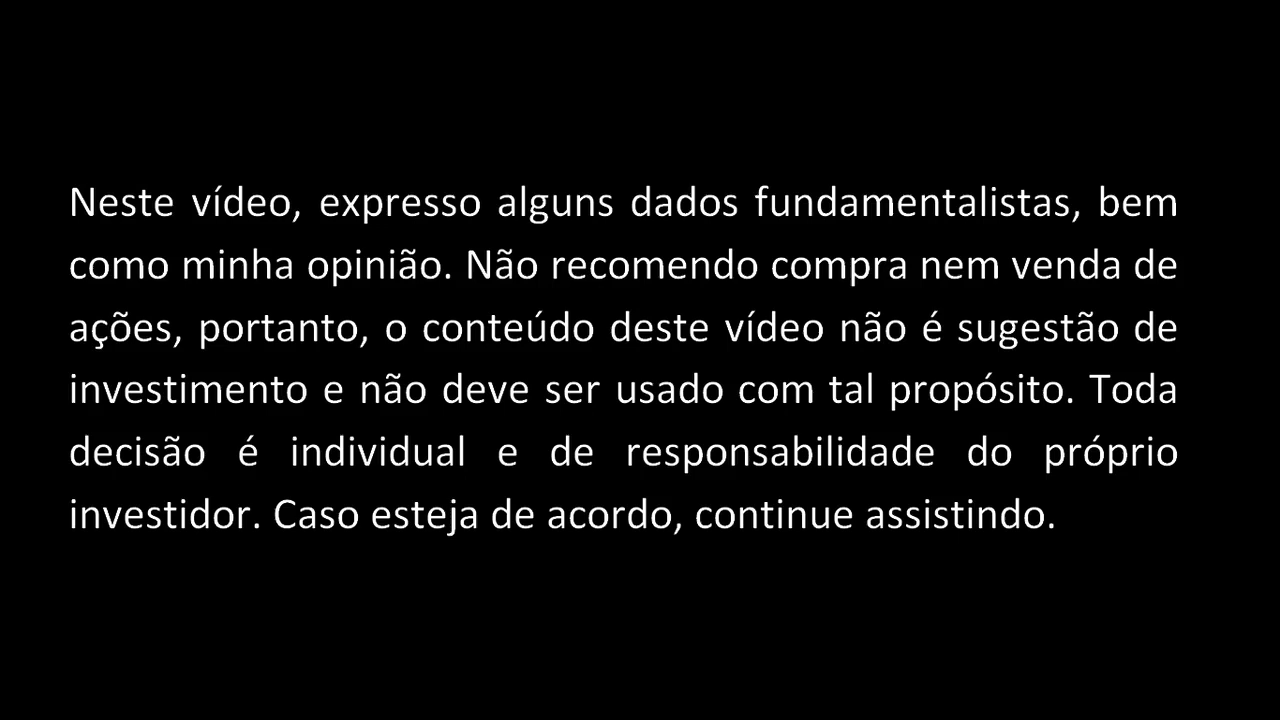 Neste vídeo, expresso alguns dados fundamentalistas, bem
como minha opinião. Não recomendo compra nem venda de
ações, portanto, o conteúdo deste vídeo não é sugestão de
investimento e não deve ser usado com tal propósito. Toda
decisão é individual e de responsabilidade do próprio
investidor. Caso esteja de acordo, continue assistindo.